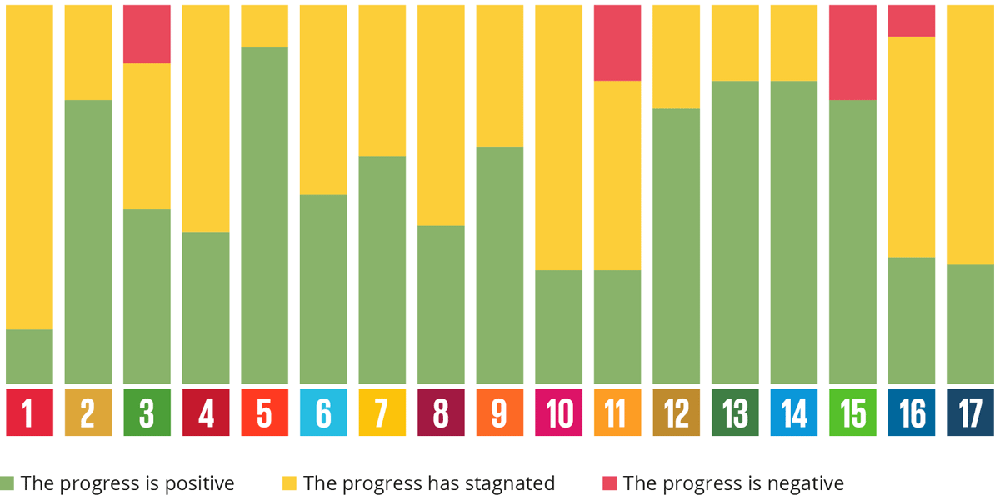 1 2 3 4 5 6 7 8 9 10 11 12 13 14 15 16 17
The progress is positive The progress has stagnated The progress is negative